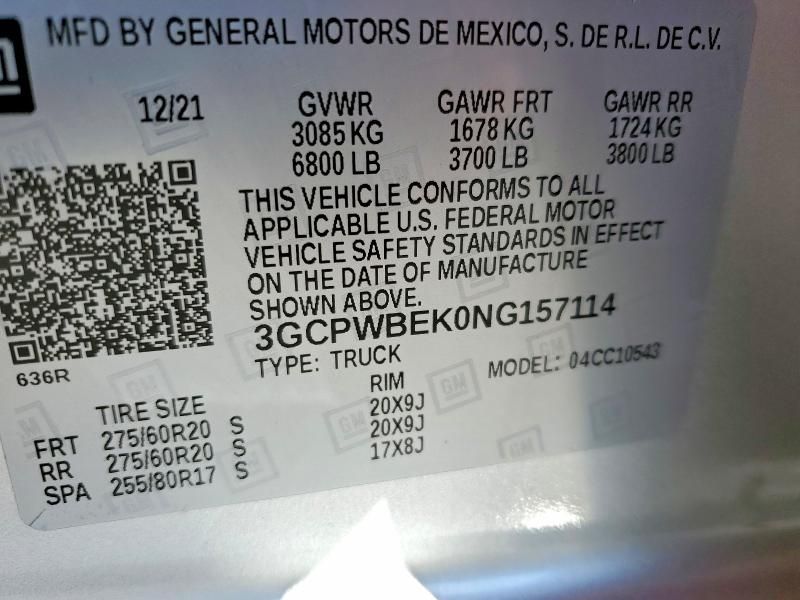 MFD BY GENERAL MOTORS DE MEXICO, S. DE R.L. DE C.V.
12/21 GVWR GAWR FRT GAWR RR
3085 KG 1678 KG 1724 KG
6800 LB 3700 LB 3800 LB
THIS VEHICLE CONFORMS TO ALL
APPLICABLE U.S. FEDERAL MOTOR
VEHICLE SAFETY STANDARDS IN EFFECT
ON THE DATE OF MANUFACTURE
SHOWN ABOVE.
3GCPWBEK0NG157114
636R
TYPE: TRUCK MODEL: 04CC10543
TIRE SIZE RIM
FRT 275/60R20 S 20X9J
RR 275/60R20 S 20X9J
SPA 255/80R17 S 17X8J